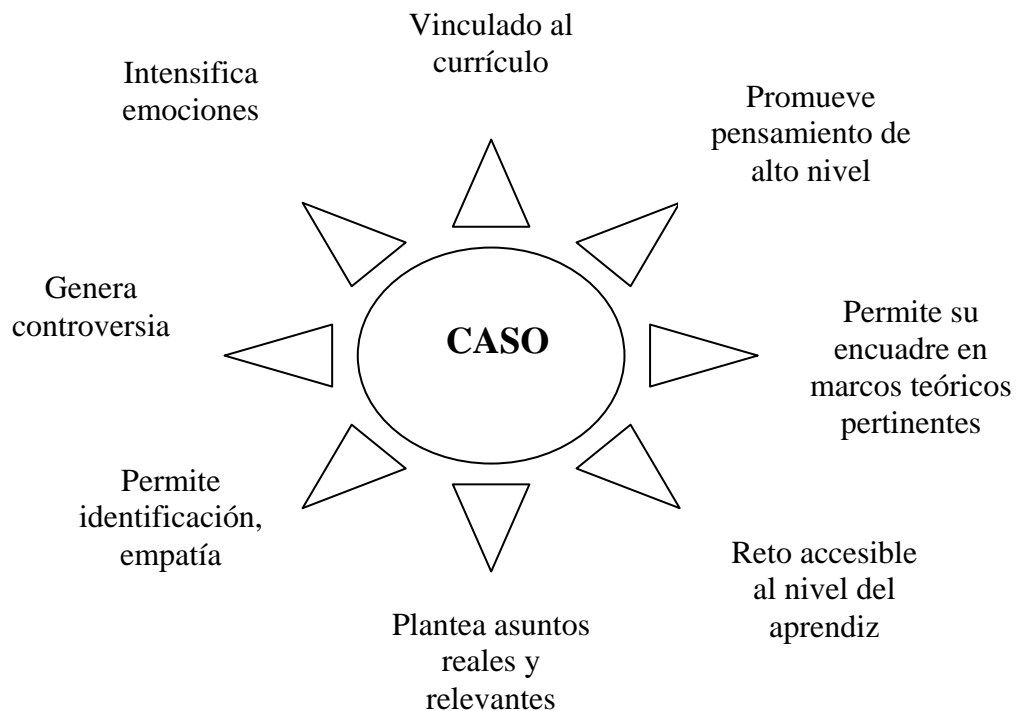 Vinculado al
currículo
Intensifica
emociones
Promueve
pensamiento de
alto nivel
Genera
controversia
CASO
Permite su
encuadre en
marcos teóricos
pertinentes
Permite
identificación,
empatía
Reto accesible
al nivel del
aprendiz
Plantea asuntos
reales y
relevantes